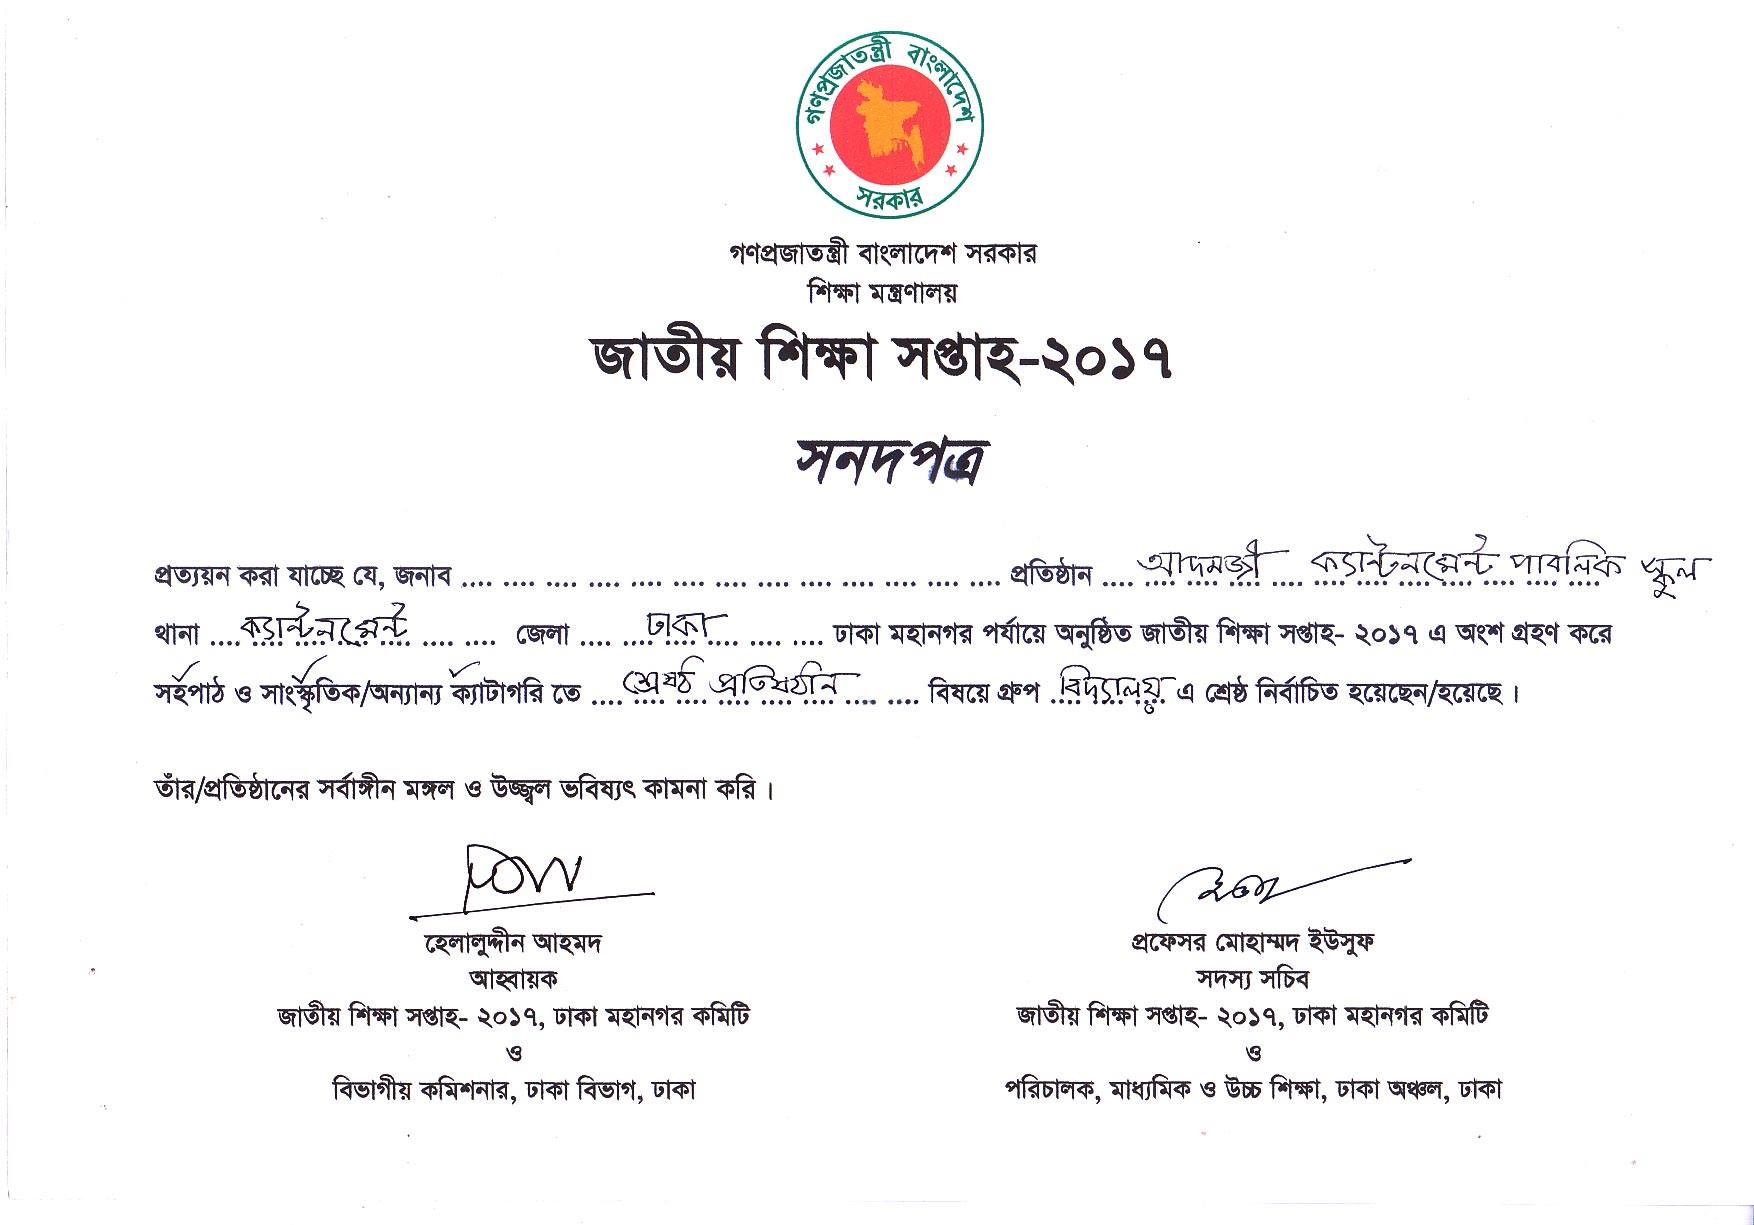 গণপ্রজাতন্ত্রী বাংলাদেশ
সরকার
গণপ্রজাতন্ত্রী বাংলাদেশ সরকার
শিক্ষা মন্ত্রণালয়
জাতীয় শিক্ষা সপ্তাহ-২০১৭
সনদপত্র
প্রত্যয়ন করা যাচ্ছে যে, জনাব .... .... .... .... .... .... .... .... .... .... .... .... .... প্রতিষ্ঠান .... আদমজী ক্যান্টনমেন্ট পাবলিক স্কুল
থানা .... ক্যান্টনমেন্ট .... .... জেলা .... ঢাকা .... .... ঢাকা মহানগর পর্যায়ে অনুষ্ঠিত জাতীয় শিক্ষা সপ্তাহ- ২০১৭ এ অংশ গ্রহণ করে
সহপাঠ ও সাংস্কৃতিক/অন্যান্য ক্যাটাগরি তে .... শ্রেষঠ প্রতিষঠান .... .... বিষয়ে গ্রুপ বিদ্যালয় এ শ্রেষ্ঠ নির্বাচিত হয়েছেন/হয়েছে।
তাঁর/প্রতিষ্ঠানের সর্বাঙ্গীন মঙ্গল ও উজ্জ্বল ভবিষ্যৎ কামনা করি।
হেলালুদ্দীন আহমদ
আহবায়ক
জাতীয় শিক্ষা সপ্তাহ- ২০১৭, ঢাকা মহানগর কমিটি
ও
বিভাগীয় কমিশনার, ঢাকা বিভাগ, ঢাকা
প্রফেসর মোহাম্মদ ইউসুফ
সদস্য সচিব
জাতীয় শিক্ষা সপ্তাহ- ২০১৭, ঢাকা মহানগর কমিটি
ও
পরিচালক, মাধ্যমিক ও উচ্চ শিক্ষা, ঢাকা অঞ্চল, ঢাকা